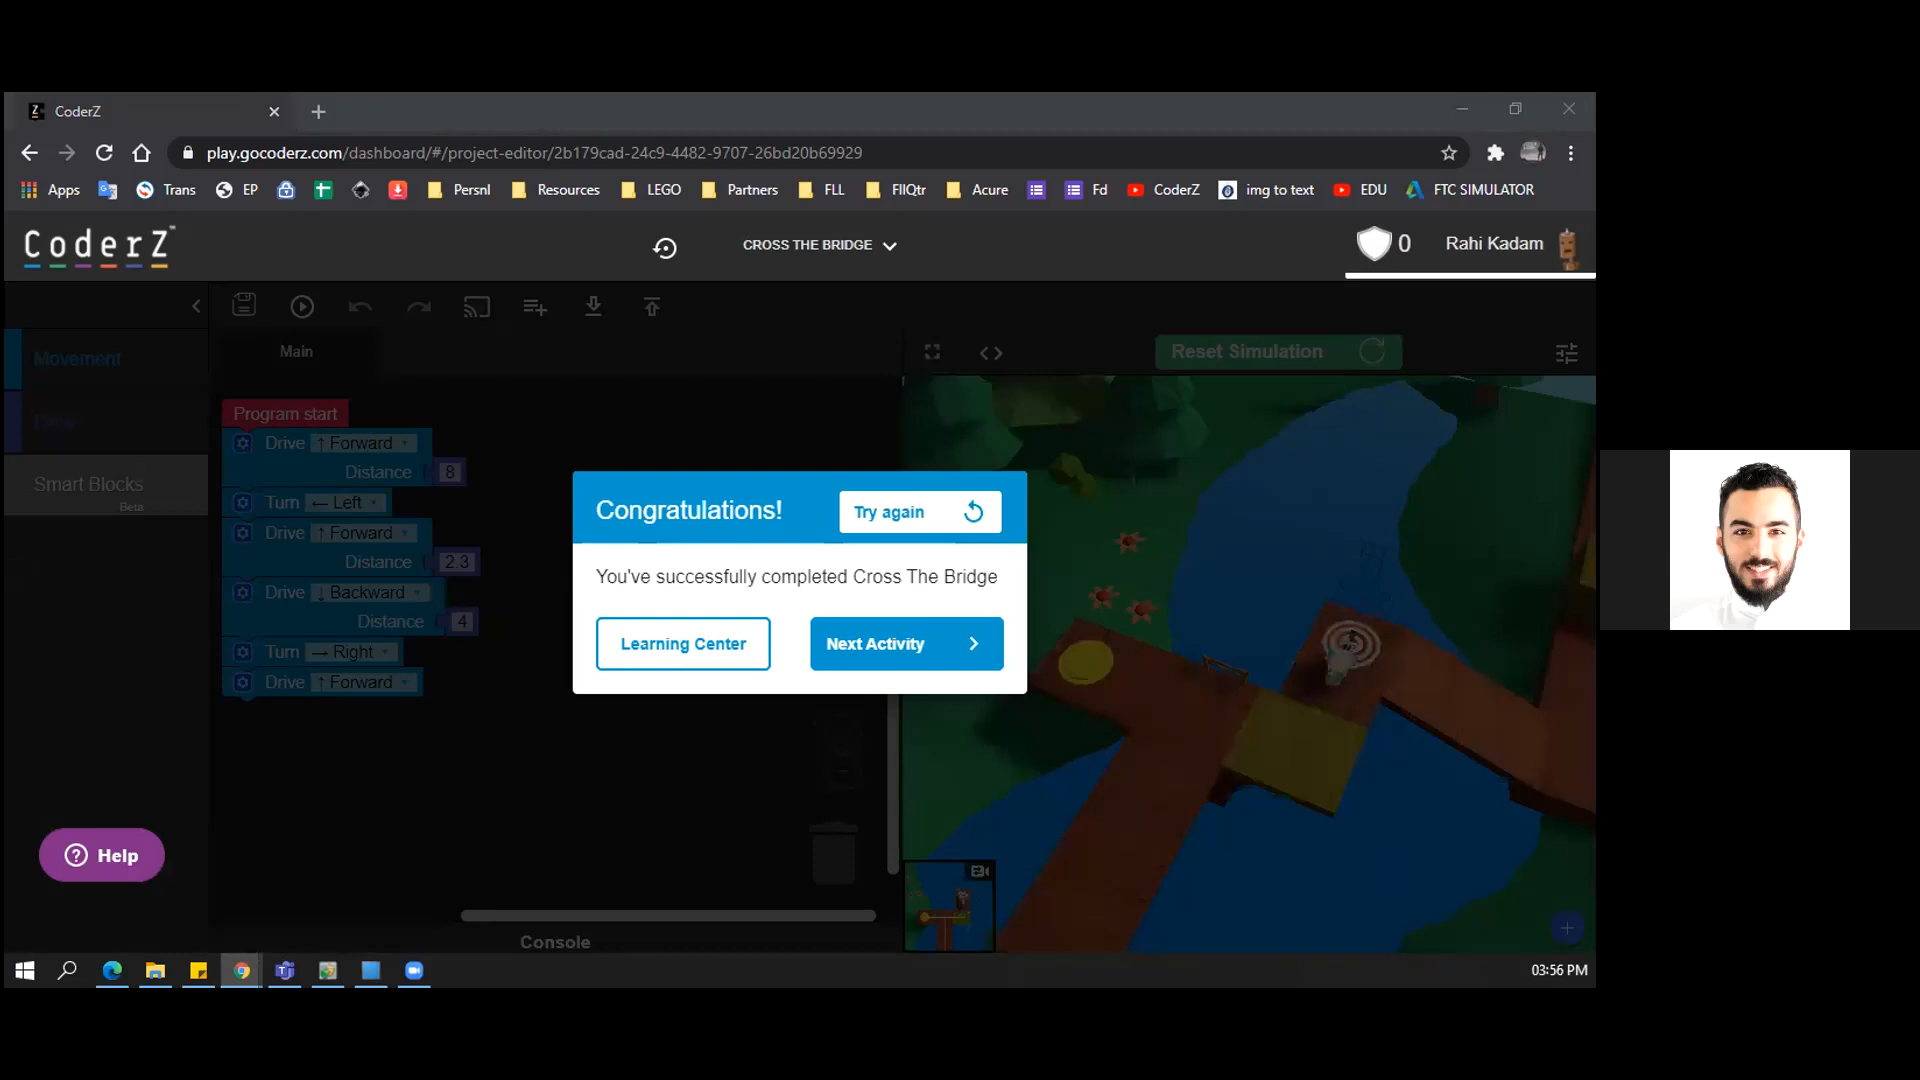 CoderZ
play.gocoderz.com/dashboard/#/project-editor/2b179cad-24c9-4482-9707-26bd20b69929
Apps Trans EP Persnl Resources LEGO Partners FLL FllQtr Acure Fd CoderZ img to text EDU FTC SIMULATOR
CoderZ™ CROSS THE BRIDGE 0 Rahi Kadam
Movement
Main
Reset Simulation
Smart Blocks
Beta
Program start
Drive ↑ Forward
Distance 8
Turn ← Left
Drive ↑ Forward
Distance 2.3
Drive ↓ Backward
Distance 4
Turn → Right
Drive ↑ Forward
Congratulations! Try again
You've successfully completed Cross The Bridge
Learning Center Next Activity
Help
Console
03:56 PM